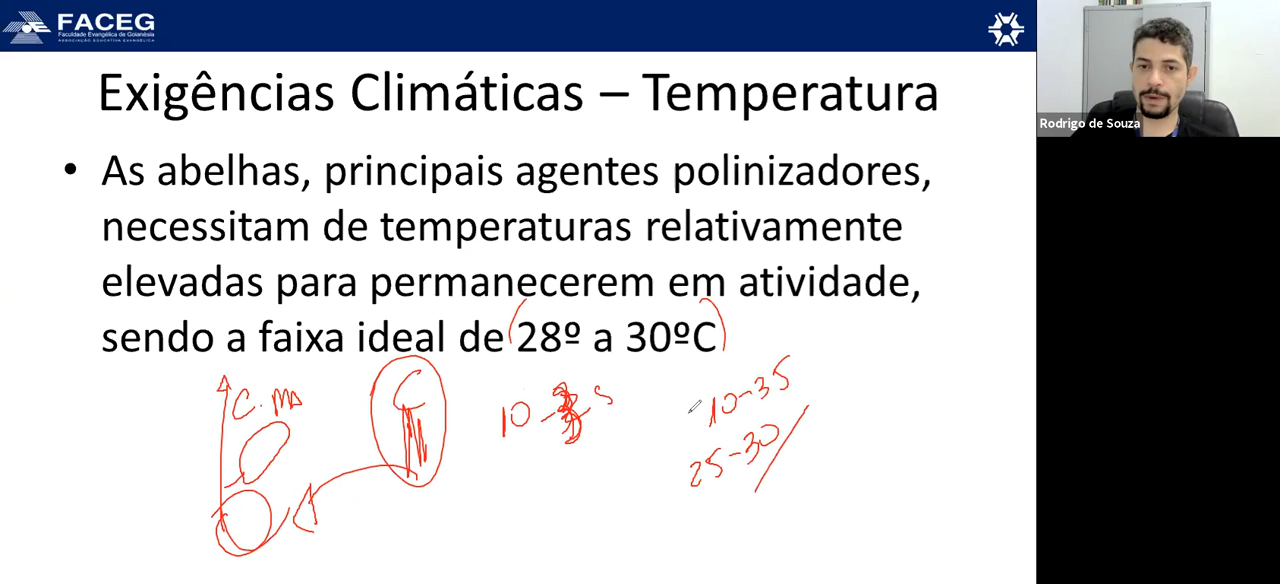 FACEG
Faculdade Evangélica de Goianésia
ASSOCIAÇÃO EDUCATIVA EVANGÉLICA
Exigências Climáticas – Temperatura
• As abelhas, principais agentes polinizadores,
necessitam de temperaturas relativamente
elevadas para permanecerem em atividade,
sendo a faixa ideal de 28º a 30ºC
C. MS
C
10-
10-35
25-30
Rodrigo de Souza